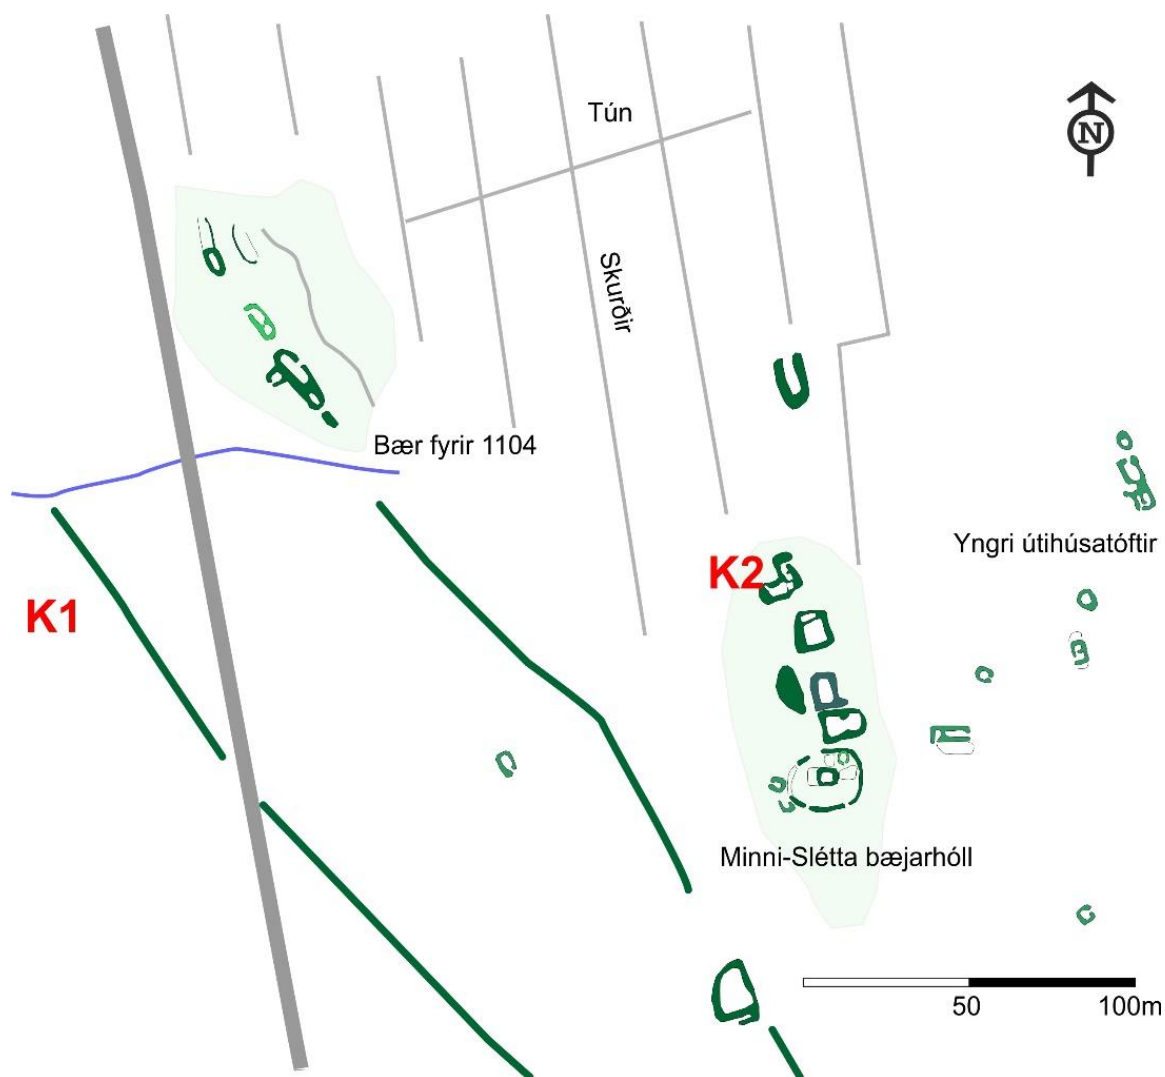 Tún
N
Skurðir
Bær fyrir 1104
Yngri útihúsatóftir
K2
K1
Minni-Slétta bæjarhóll
50
100m